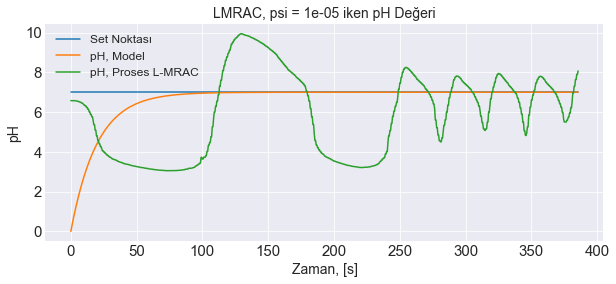 LMRAC, psi = 1e-05 iken pH Değeri
Set Noktası
pH, Model
pH, Proses L-MRAC
pH
10
8
6
4
2
0
0
50
100
150
200
250
300
350
400
Zaman, [s]